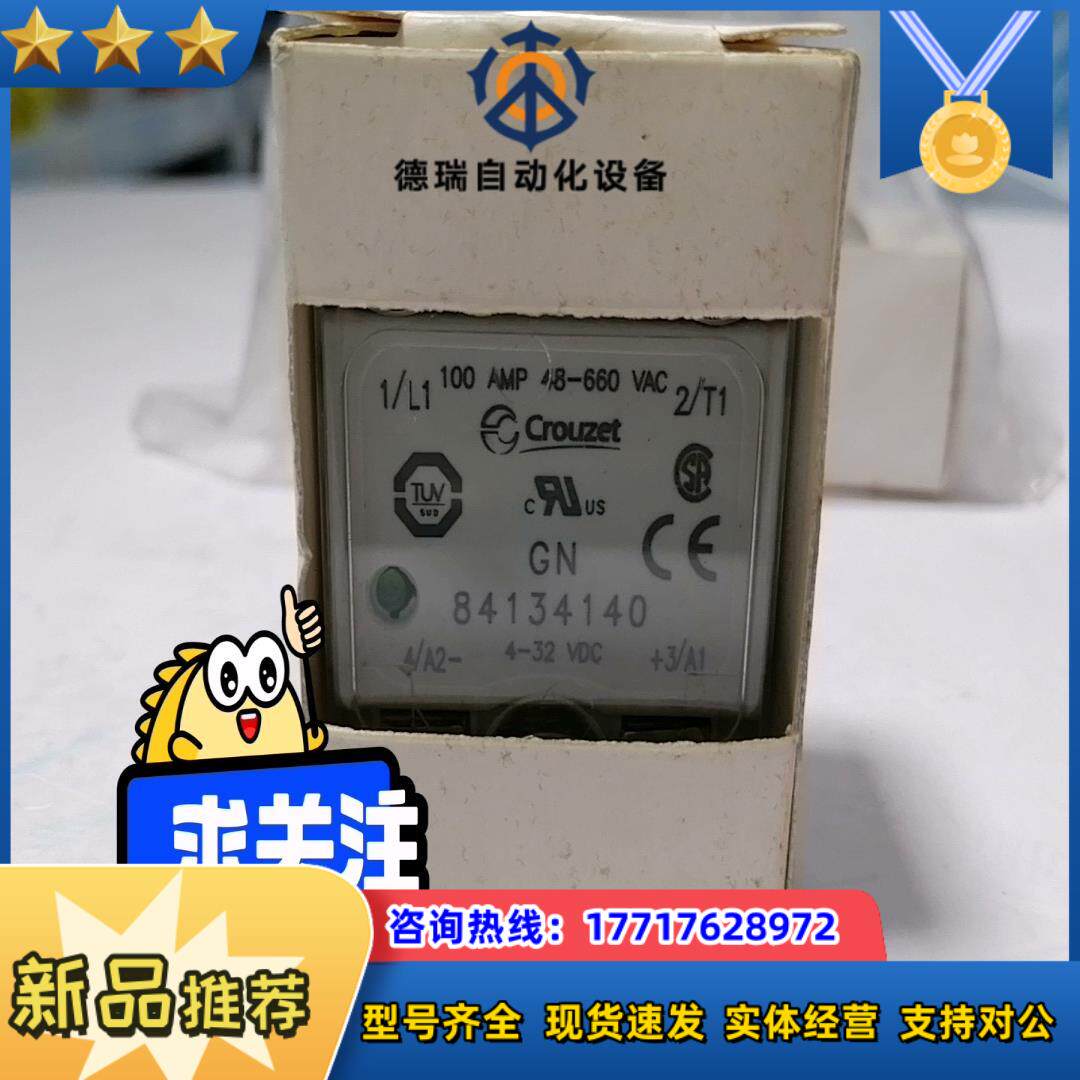 德瑞自动化设备
1/L1 100 AMP 48-660 VAC 2/T1
Crouzet
TUV
SUD
c RU US
SA
GN
CE
84134140
4/A2- 4-32 VDC +3/A1
求关注
咨询热线：17717628972
新品推荐
型号齐全 现货速发 实体经营 支持对公